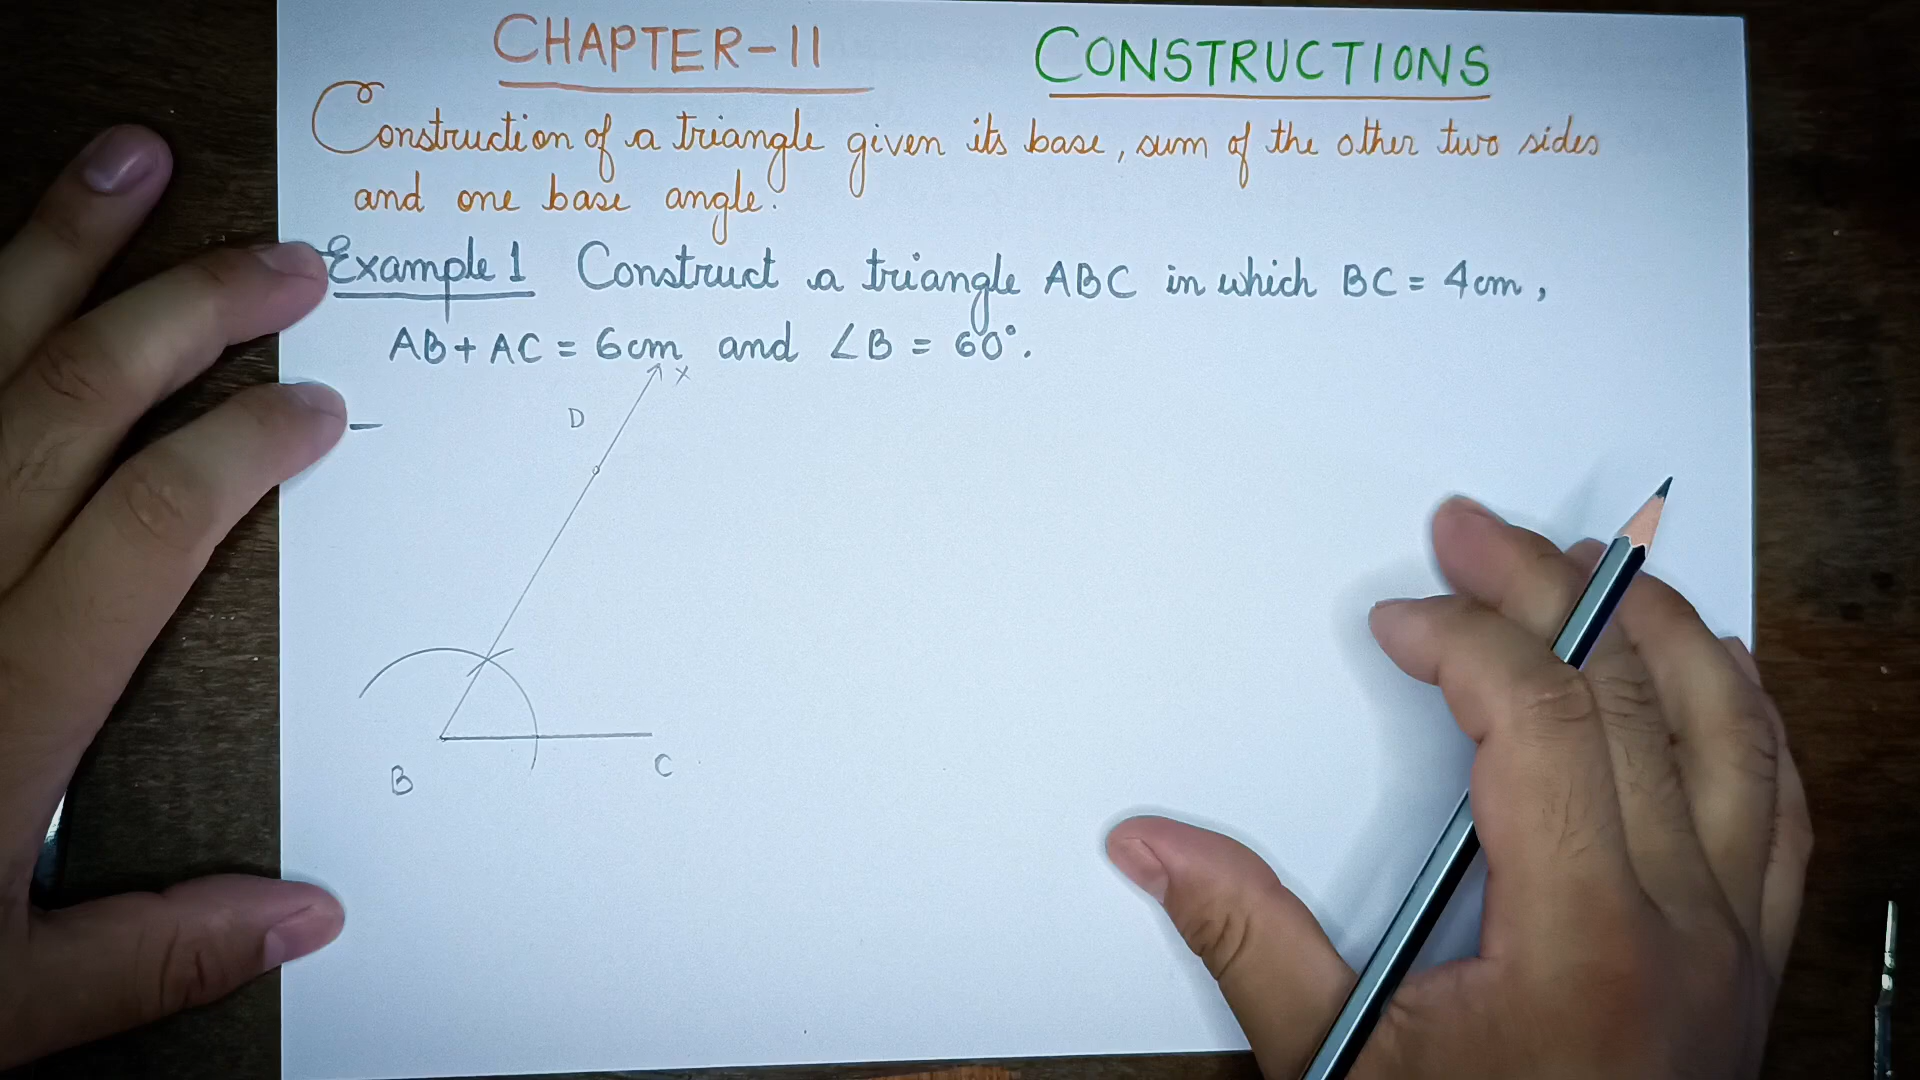 CHAPTER-11 CONSTRUCTIONS
Construction of a triangle given its base, sum of the other two sides
and one base angle.
Example 1 Construct a triangle ABC in which BC = 4cm,
AB + AC = 6cm and ∠B = 60°.
X
D
B C